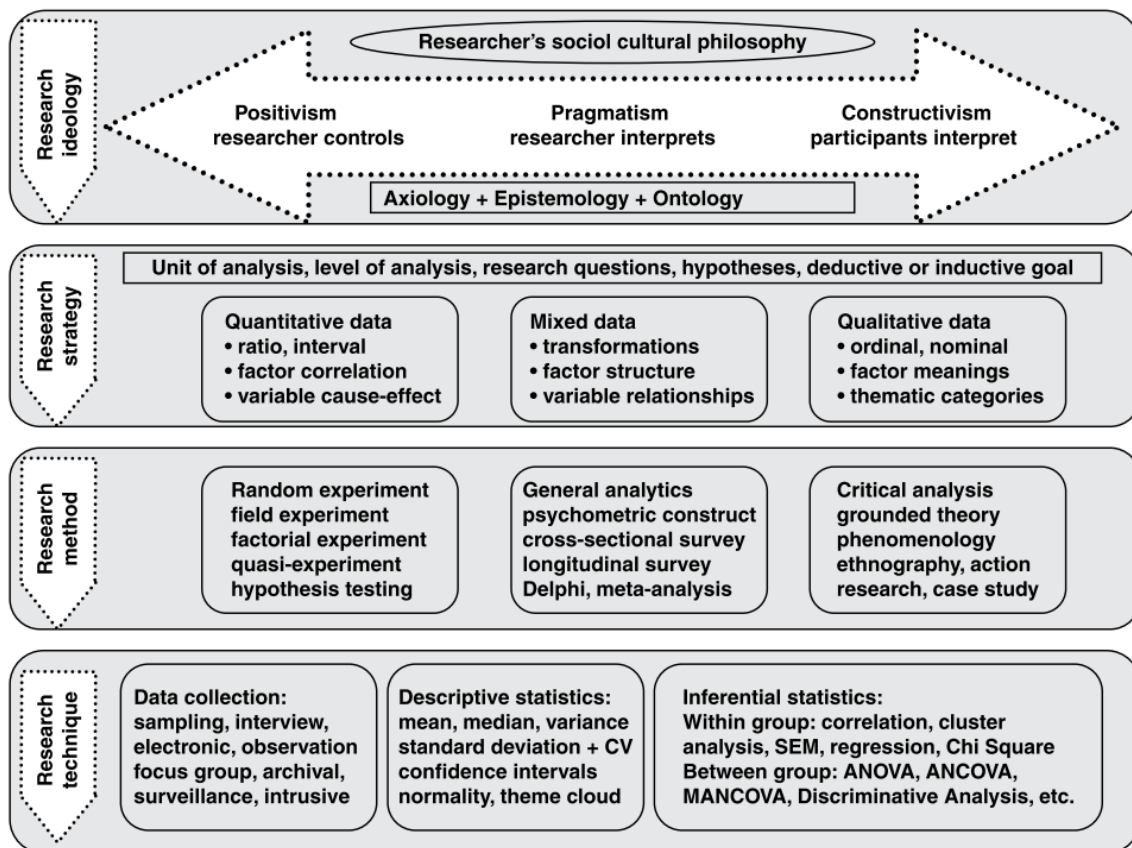 Research
ideology
Researcher's sociol cultural philosophy
Positivism
researcher controls
Pragmatism
researcher interprets
Constructivism
participants interpret
Axiology + Epistemology + Ontology
Research
strategy
Unit of analysis, level of analysis, research questions, hypotheses, deductive or inductive goal
Quantitative data
• ratio, interval
• factor correlation
• variable cause-effect
Mixed data
• transformations
• factor structure
• variable relationships
Qualitative data
• ordinal, nominal
• factor meanings
• thematic categories
Research
method
Random experiment
field experiment
factorial experiment
quasi-experiment
hypothesis testing
General analytics
psychometric construct
cross-sectional survey
longitudinal survey
Delphi, meta-analysis
Critical analysis
grounded theory
phenomenology
ethnography, action
research, case study
Research
technique
Data collection:
sampling, interview,
electronic, observation
focus group, archival,
surveillance, intrusive
Descriptive statistics:
mean, median, variance
standard deviation + CV
confidence intervals
normality, theme cloud
Inferential statistics:
Within group: correlation, cluster
analysis, SEM, regression, Chi Square
Between group: ANOVA, ANCOVA,
MANCOVA, Discriminative Analysis, etc.